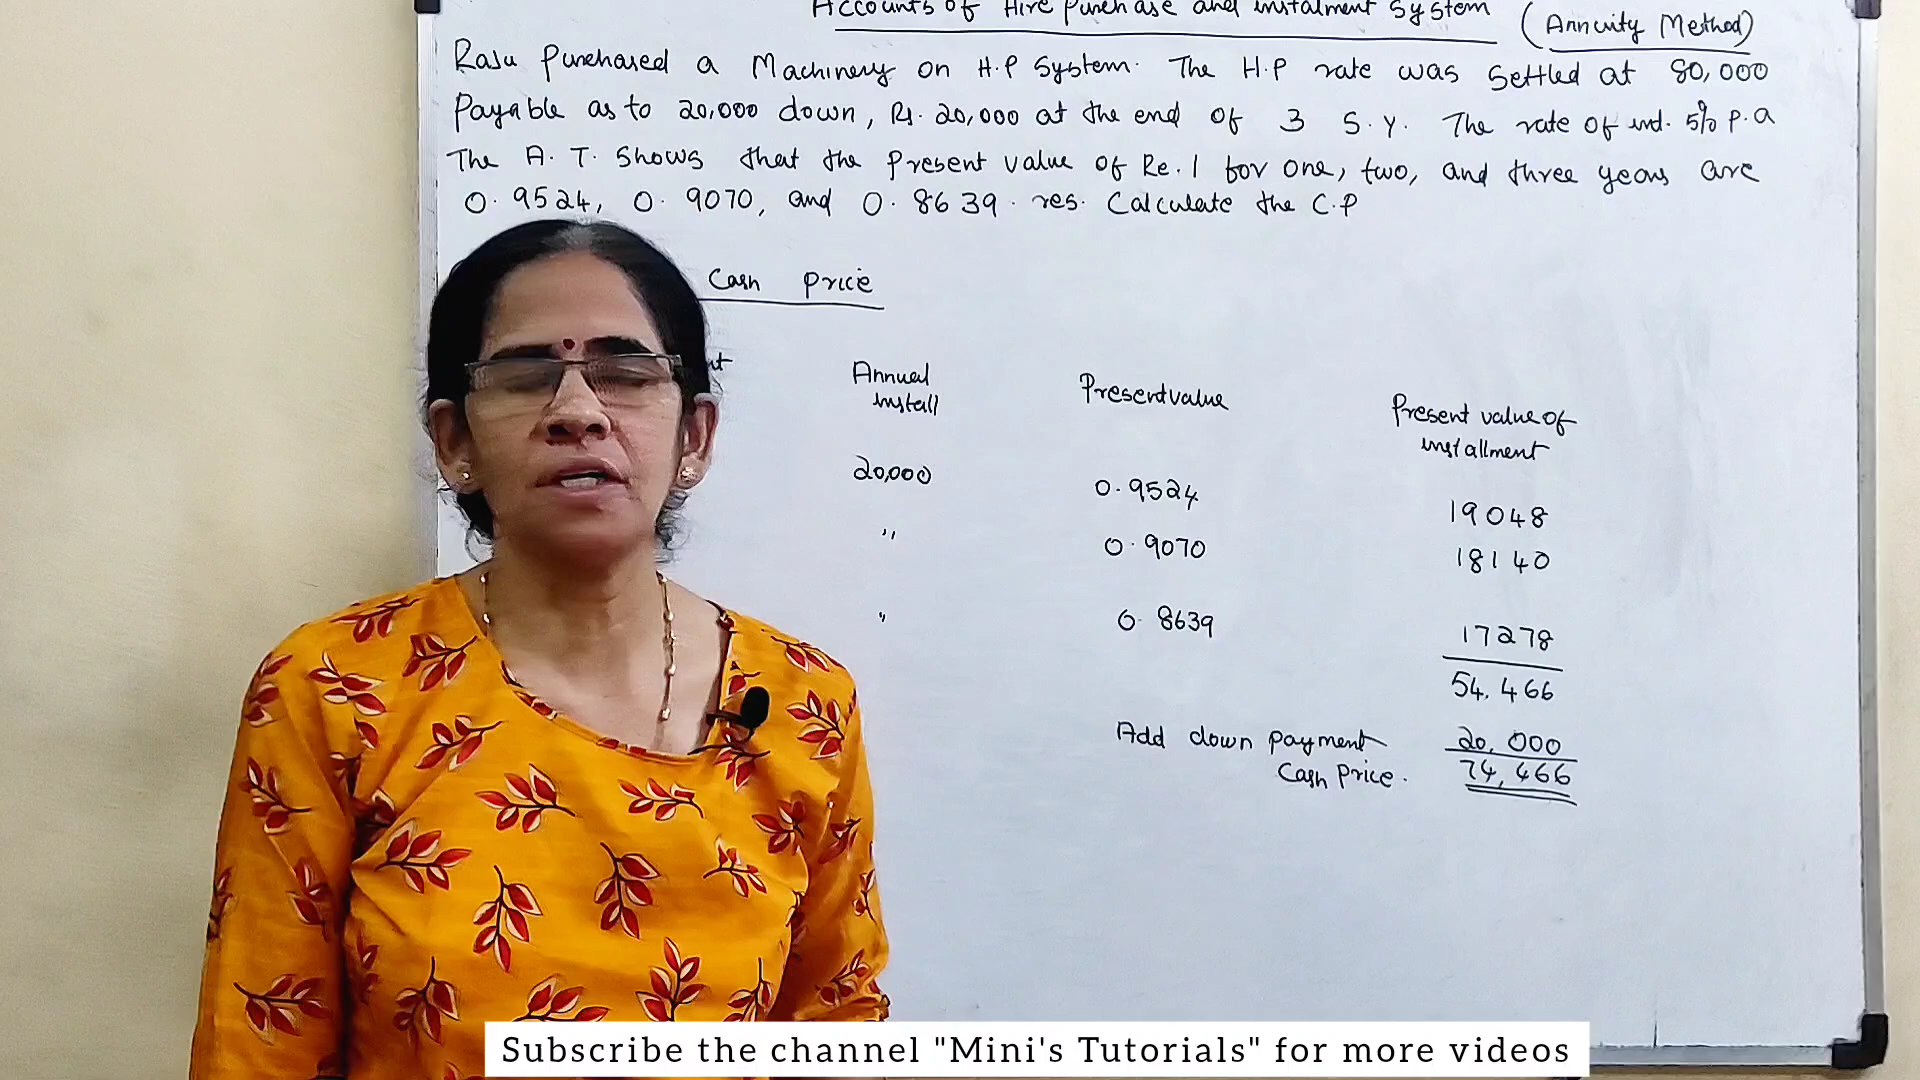 Accounts of Hire Purchase and instalment System (Annuity Method)
Raju Purchased a Machinery on H.P System. The H.P rate was Settled at 80,000
Payable as to 20,000 down, Rs. 20,000 at the end of 3 S.Y. The rate of int. 5% P.a
The A.T. Shows that the Present value of Re.1 for one, two, and three years are
0.9524, 0.9070, and 0.8639. res. Calculate the C.P
Cash Price
Annual install
Presentvalue
Present value of installment
20,000 0.9524 19048
,, 0.9070 18140
,, 0.8639 17278
54,466
Add down payment 20,000
Cash Price. 74,466
Subscribe the channel "Mini's Tutorials" for more videos